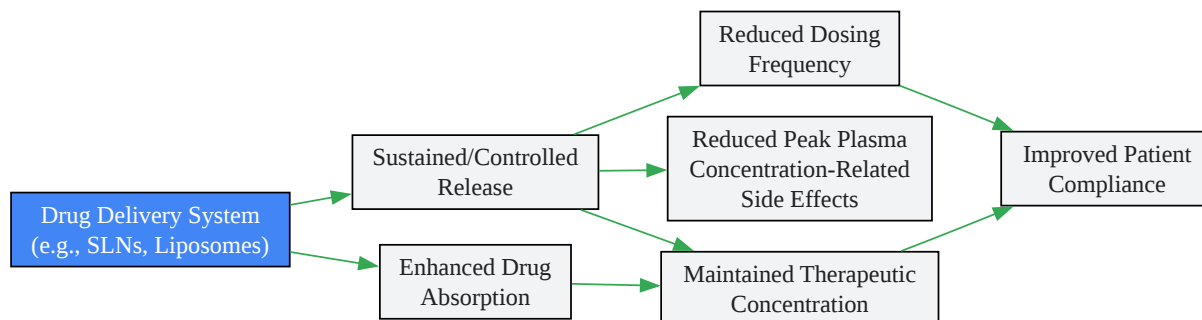 Drug Delivery System
(e.g., SLNs, Liposomes)
Sustained/Controlled
Release
Enhanced Drug
Absorption
Reduced Dosing
Frequency
Reduced Peak Plasma
Concentration-Related
Side Effects
Maintained Therapeutic
Concentration
Improved Patient
Compliance